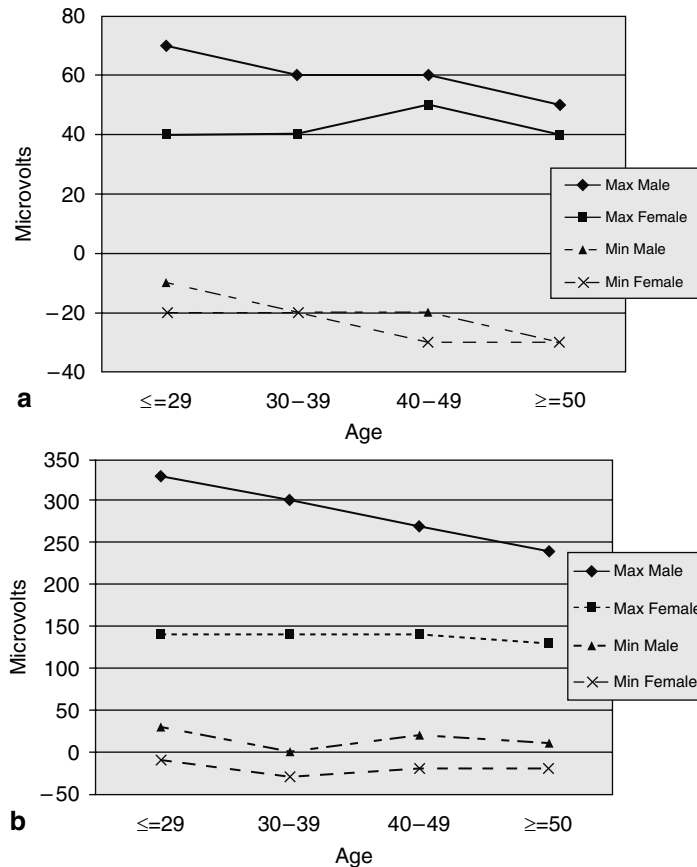 80
60
40
20
0
−20
−40
Microvolts
Max Male
Max Female
Min Male
Min Female
a
≤=29 30−39 40−49 ≥=50
Age
350
300
250
200
150
100
50
0
−50
Microvolts
Max Male
Max Female
Min Male
Min Female
b
≤=29 30−39 40−49 ≥=50
Age